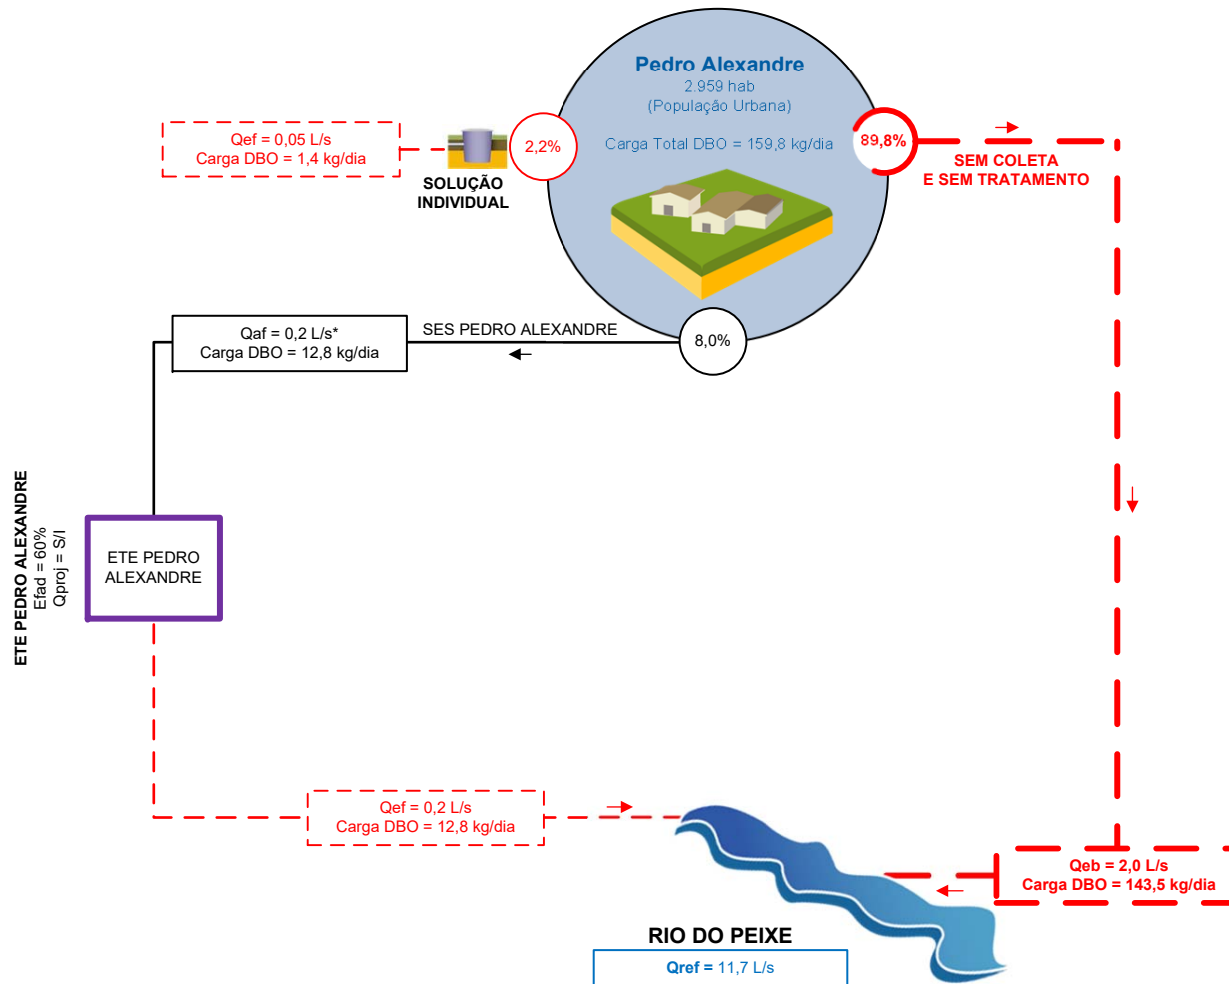 Pedro Alexandre
2.959 hab
(População Urbana)
Carga Total DBO = 159,8 kg/dia
Qef = 0,05 L/s
Carga DBO = 1,4 kg/dia
2,2%
SOLUÇÃO
INDIVIDUAL
89,8%
SEM COLETA
E SEM TRATAMENTO
Qaf = 0,2 L/s*
Carga DBO = 12,8 kg/dia
SES PEDRO ALEXANDRE
8,0%
ETE PEDRO ALEXANDRE
Efad = 60%
Qproj = S/I
ETE PEDRO
ALEXANDRE
Qef = 0,2 L/s
Carga DBO = 12,8 kg/dia
Qeb = 2,0 L/s
Carga DBO = 143,5 kg/dia
RIO DO PEIXE
Qref = 11,7 L/s